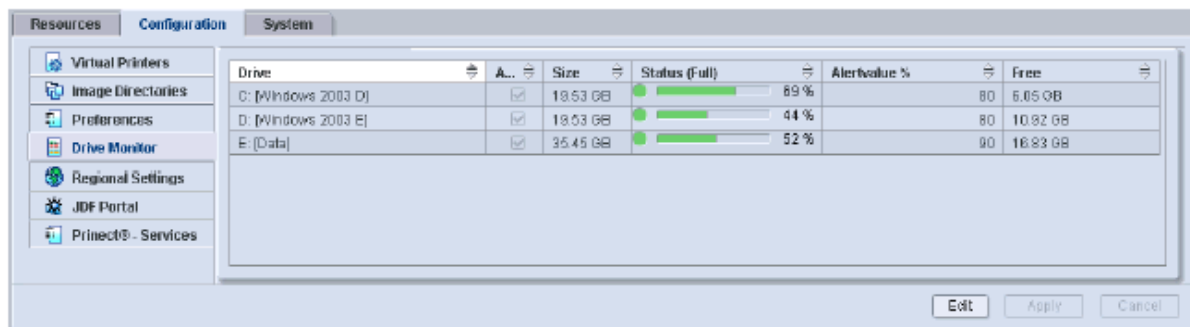 Resources Configuration System
Virtual Printers
Image Directories
Preferences
Drive Monitor
Regional Settings
JDF Portal
Prinect® - Services
Drive A... Size Status (Full) Alertvalue % Free
C: [Windows 2003 D] 19.53 GB 69 % 80 6.05 GB
D: [Windows 2003 E] 19.53 GB 44 % 80 10.92 GB
E: [Data] 35.45 GB 52 % 90 16.93 GB
Edit Apply Cancel